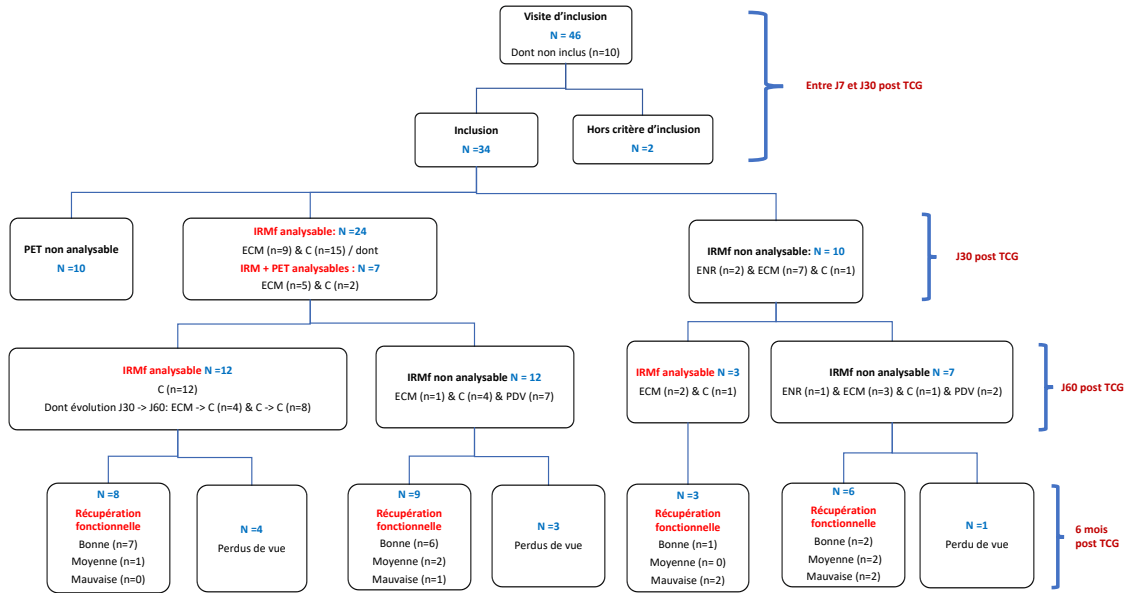 Visite d'inclusion
N = 46
Dont non inclus (n=10)
Entre J7 et J30 post TCG
Inclusion
N =34
Hors critère d'inclusion
N =2
PET non analysable
N =10
IRMf analysable: N =24
ECM (n=9) & C (n=15) / dont
IRM + PET analysables : N =7
ECM (n=5) & C (n=2)
IRMf non analysable: N = 10
ENR (n=2) & ECM (n=7) & C (n=1)
J30 post TCG
IRMf analysable N =12
C (n=12)
Dont évolution J30 -> J60: ECM -> C (n=4) & C -> C (n=8)
IRMf non analysable N = 12
ECM (n=1) & C (n=4) & PDV (n=7)
IRMf analysable N =3
ECM (n=2) & C (n=1)
IRMf non analysable N =7
ENR (n=1) & ECM (n=3) & C (n=1) & PDV (n=2)
J60 post TCG
N =8
Récupération
fonctionnelle
Bonne (n=7)
Moyenne (n=1)
Mauvaise (n=0)
N =4
Perdus de vue
N =9
Récupération
fonctionnelle
Bonne (n=6)
Moyenne (n=2)
Mauvaise (n=1)
N =3
Perdus de vue
N =3
Récupération
fonctionnelle
Bonne (n=1)
Moyenne (n= 0)
Mauvaise (n=2)
N =6
Récupération
fonctionnelle
Bonne (n=2)
Moyenne (n=2)
Mauvaise (n=2)
N =1
Perdu de vue
6 mois
post TCG